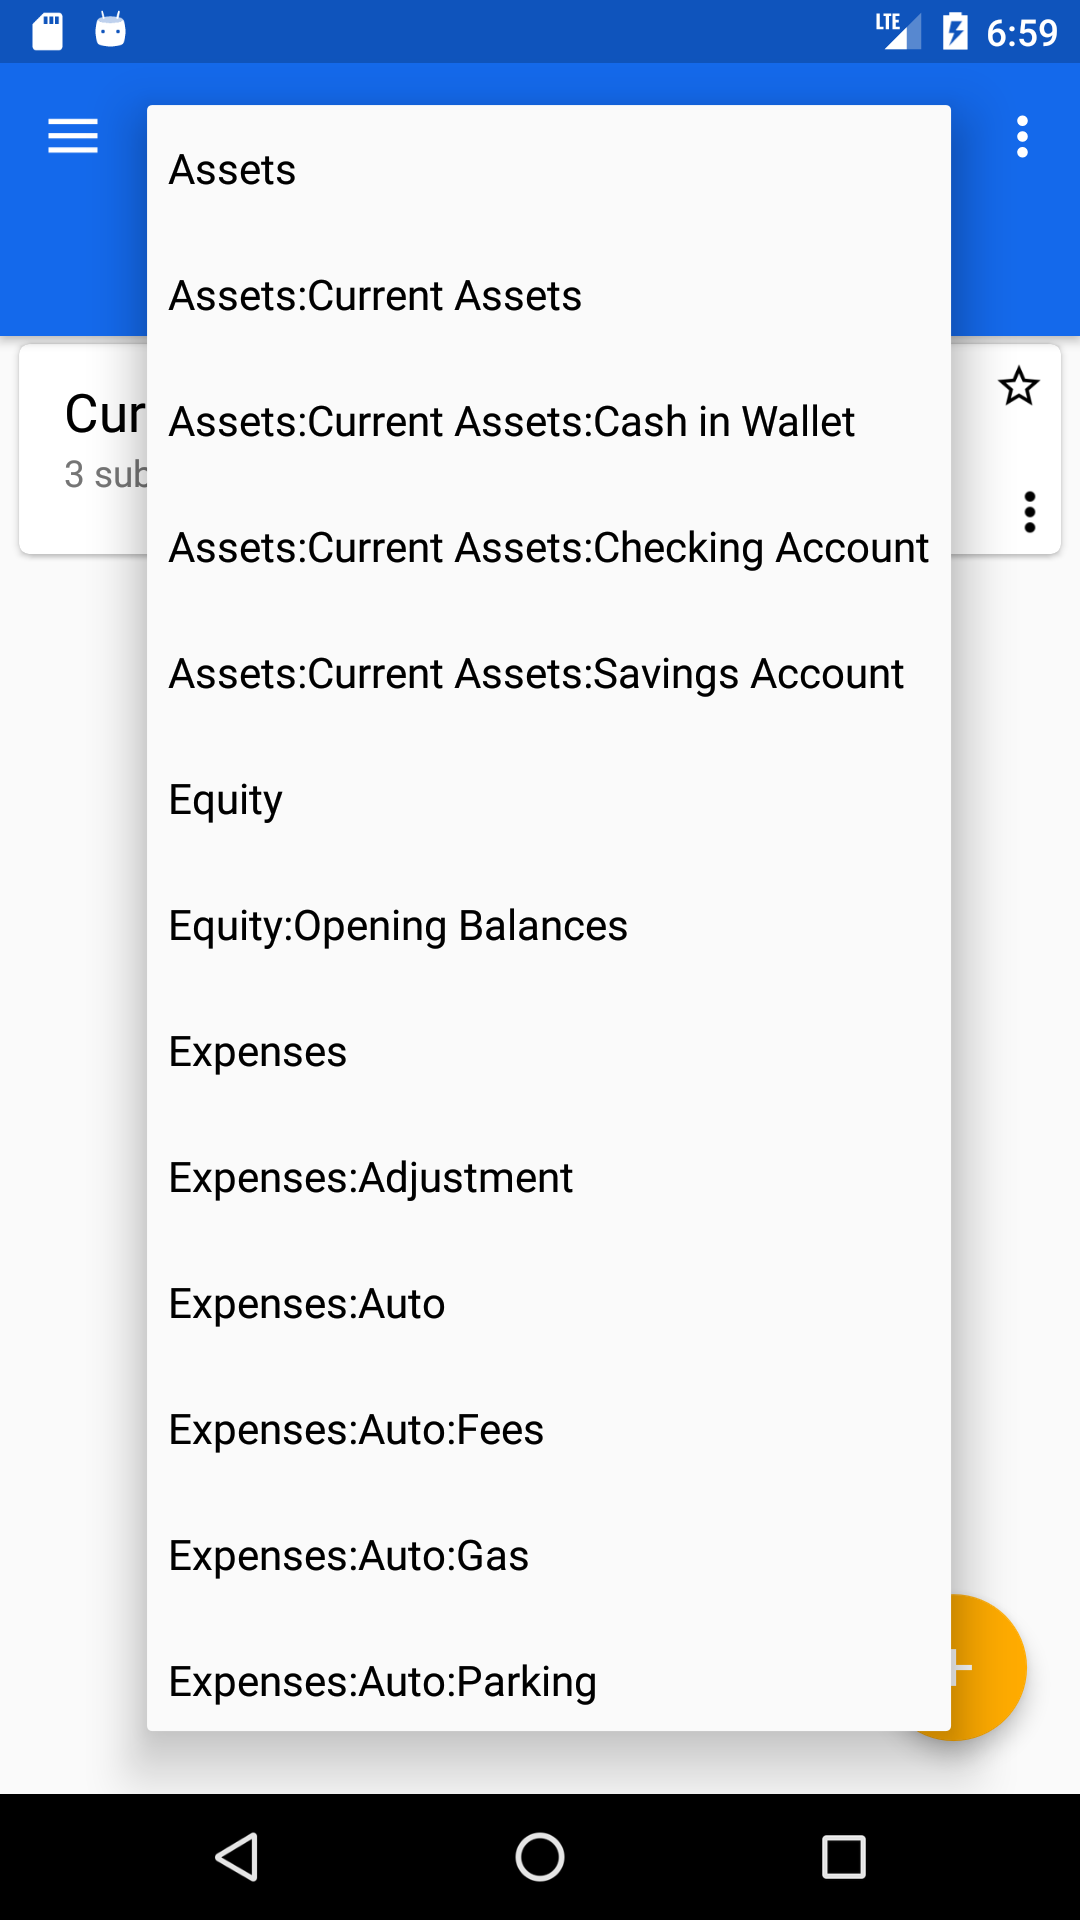 LTE 6:59
Assets
Assets:Current Assets
Cur
Assets:Current Assets:Cash in Wallet
3 sub
Assets:Current Assets:Checking Account
Assets:Current Assets:Savings Account
Equity
Equity:Opening Balances
Expenses
Expenses:Adjustment
Expenses:Auto
Expenses:Auto:Fees
Expenses:Auto:Gas
Expenses:Auto:Parking